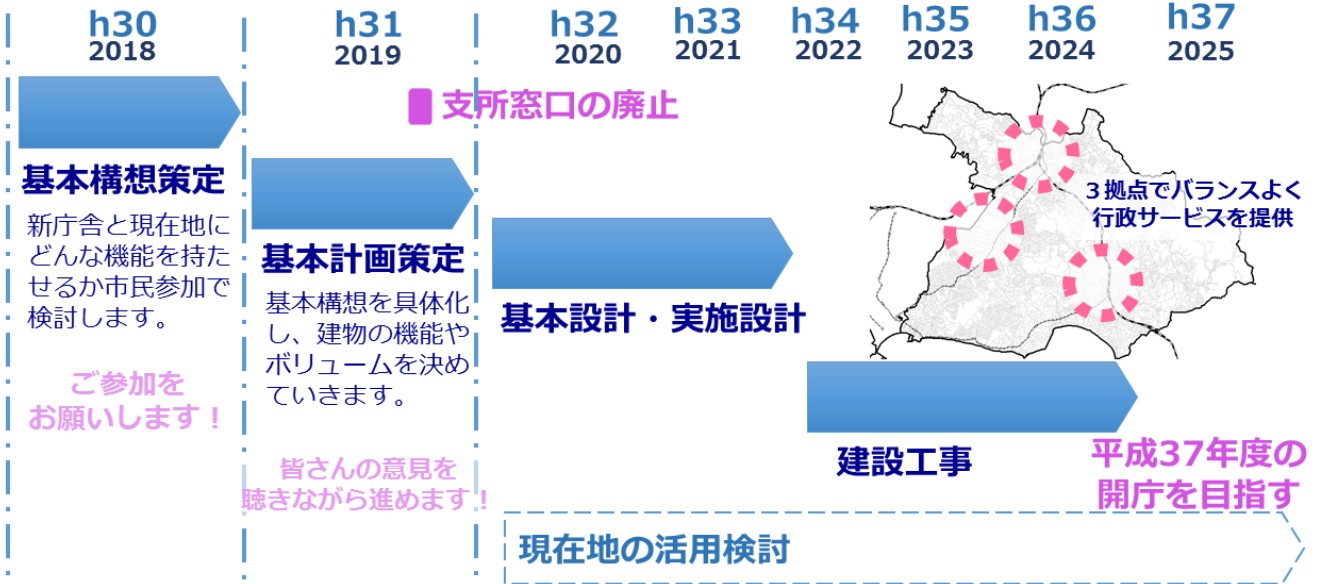 h30
2018
h31
2019
h32
2020
h33
2021
h34
2022
h35
2023
h36
2024
h37
2025
支所窓口の廃止
基本構想策定
新庁舎と現在地に
どんな機能を持た
せるか市民参加で
検討します。
ご参加を
お願いします！
基本計画策定
基本構想を具体化
し、建物の機能や
ボリュームを決め
ていきます。
皆さんの意見を
聴きながら進めます！
基本設計・実施設計
３拠点でバランスよく
行政サービスを提供
建設工事
平成37年度の
開庁を目指す
現在地の活用検討